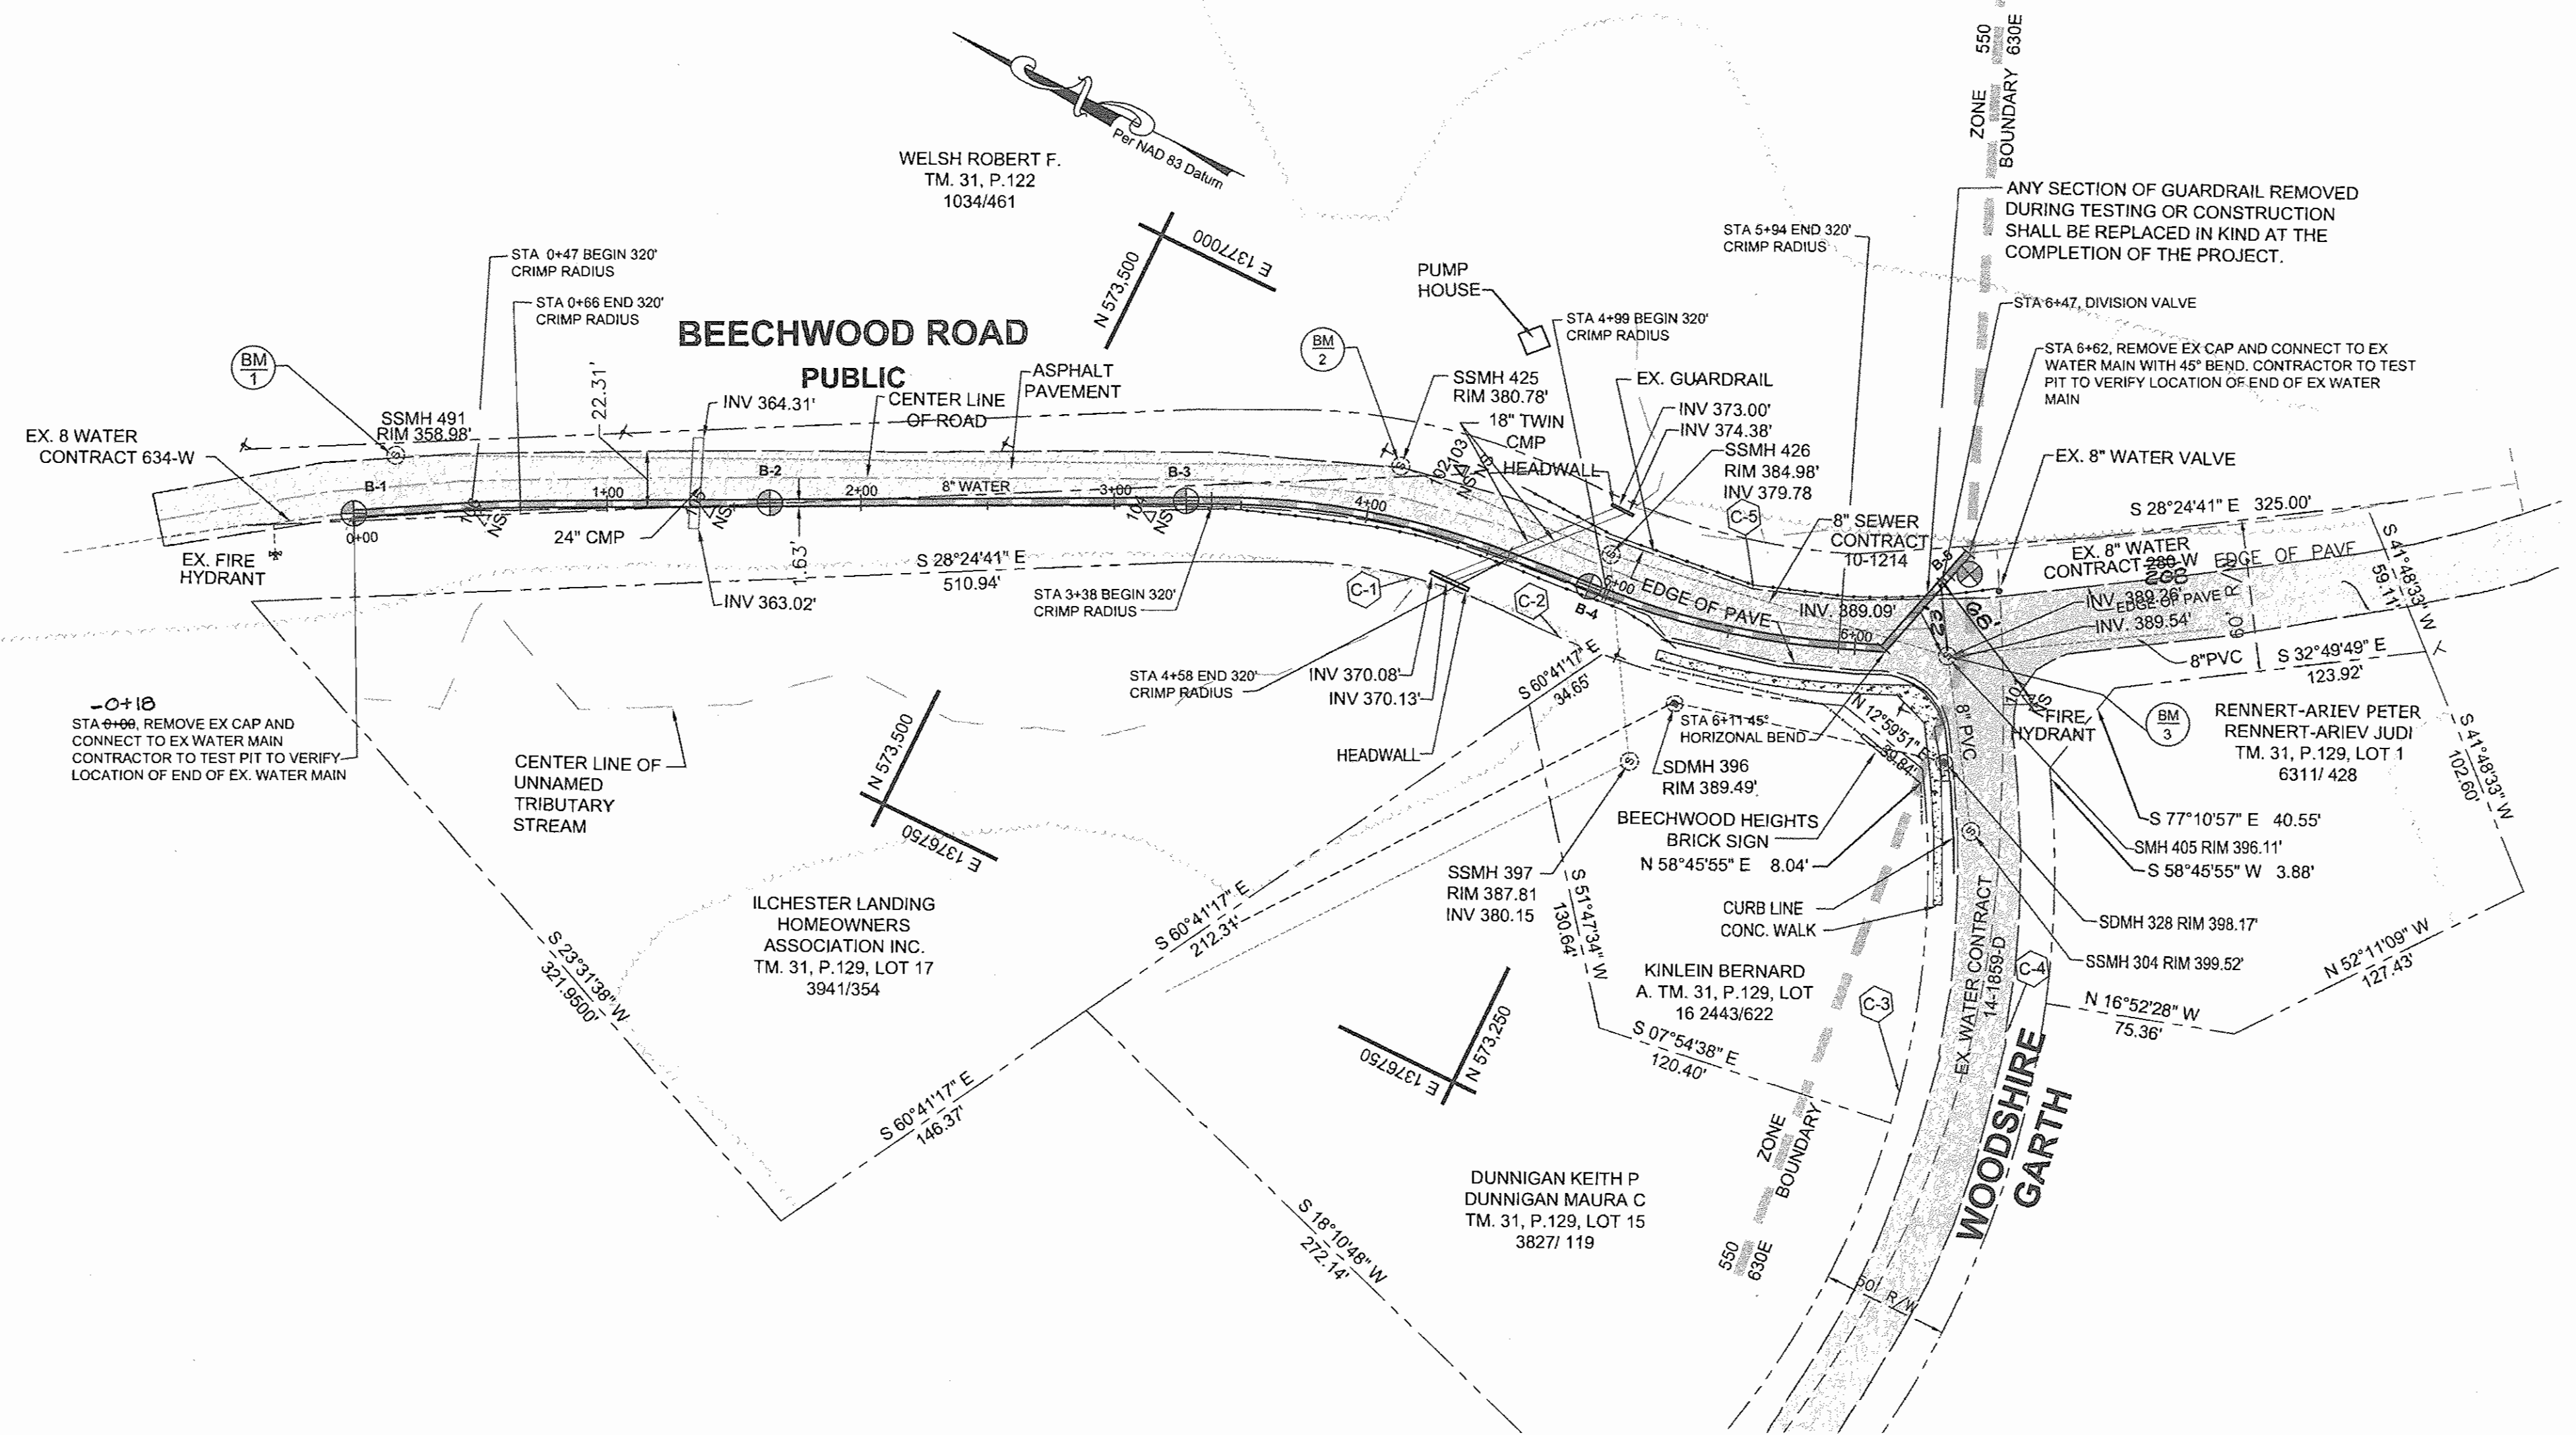 Per NAD 83 Datum
WELSH ROBERT F.
TM. 31, P.122
1034/461
N 573,500
E 1377000
ZONE
BOUNDARY
550
630E
ANY SECTION OF GUARDRAIL REMOVED
DURING TESTING OR CONSTRUCTION
SHALL BE REPLACED IN KIND AT THE
COMPLETION OF THE PROJECT.
STA 0+47 BEGIN 320'
CRIMP RADIUS
STA 0+66 END 320'
CRIMP RADIUS
BEECHWOOD ROAD
PUBLIC
22.31'
INV 364.31'
CENTER LINE
OF ROAD
ASPHALT
PAVEMENT
BM
1
SSMH 491
RIM 358.98'
EX. 8 WATER
CONTRACT 634-W
EX. FIRE
HYDRANT
B-1
0+00
1+00
B-2
2+00
8" WATER
3+00
B-3
4+00
NS
NS
NS
24" CMP
1.63'
INV 363.02'
S 28°24'41" E
510.94'
STA 3+38 BEGIN 320'
CRIMP RADIUS
BM
2
PUMP
HOUSE
STA 4+99 BEGIN 320'
CRIMP RADIUS
STA 5+94 END 320'
CRIMP RADIUS
SSMH 425
RIM 380.78'
18" TWIN
CMP
102
103
NS
NS
HEADWALL
EX. GUARDRAIL
INV 373.00'
INV 374.38'
SSMH 426
RIM 384.98'
INV 379.78
C-5
8" SEWER
CONTRACT
10-1214
STA 6+47, DIVISION VALVE
STA 6+62, REMOVE EX CAP AND CONNECT TO EX
WATER MAIN WITH 45° BEND. CONTRACTOR TO TEST
PIT TO VERIFY LOCATION OF END OF EX WATER
MAIN
EX. 8" WATER VALVE
S 28°24'41" E 325.00'
EX. 8" WATER
CONTRACT 280-W
208
EDGE OF PAVE
INV. 389.26'
EDGE OF PAVE
INV. 389.54'
60' R/W
S 41°48'33" W
59.11'
8"PVC
S 32°49'49" E
123.92'
C-1
C-2
B-4
5+00
EDGE OF PAVE
INV. 389.09'
6+00
B-5
23
68'
STA 4+58 END 320'
CRIMP RADIUS
INV 370.08'
INV 370.13'
HEADWALL
S 60°41'17" E
34.65'
STA 6+11 45°
HORIZONAL BEND
SDMH 396
RIM 389.49'
N 12°59'51" E
39.84'
8" PVC
FIRE
HYDRANT
BM
3
RENNERT-ARIEV PETER
RENNERT-ARIEV JUDI
TM. 31, P.129, LOT 1
6311/ 428
S 41°48'33" W
102.60'
BEECHWOOD HEIGHTS
BRICK SIGN
N 58°45'55" E 8.04'
S 77°10'57" E 40.55'
SMH 405 RIM 396.11'
S 58°45'55" W 3.88'
-0+18
STA 0+00, REMOVE EX CAP AND
CONNECT TO EX WATER MAIN
CONTRACTOR TO TEST PIT TO VERIFY
LOCATION OF END OF EX. WATER MAIN
CENTER LINE OF
UNNAMED
TRIBUTARY
STREAM
N 573,500
E 1376750
ILCHESTER LANDING
HOMEOWNERS
ASSOCIATION INC.
TM. 31, P.129, LOT 17
3941/354
S 23°31'38" W
321.9500'
S 60°41'17" E
212.31'
SSMH 397
RIM 387.81
INV 380.15
S 51°47'34" W
130.64'
CURB LINE
CONC. WALK
SDMH 328 RIM 398.17'
SSMH 304 RIM 399.52'
KINLEIN BERNARD
A. TM. 31, P.129, LOT
16 2443/622
C-3
C-4
EX WATER CONTRACT
14-1859-D
N 16°52'28" W
75.36'
N 52°11'09" W
127.43'
E 1376750
N 573,250
S 07°54'38" E
120.40'
S 60°41'17" E
146.37'
ZONE
BOUNDARY
550
630E
WOODSHIRE
GARTH
DUNNIGAN KEITH P
DUNNIGAN MAURA C
TM. 31, P.129, LOT 15
3827/ 119
S 18°10'48" W
272.14'
50' R/W